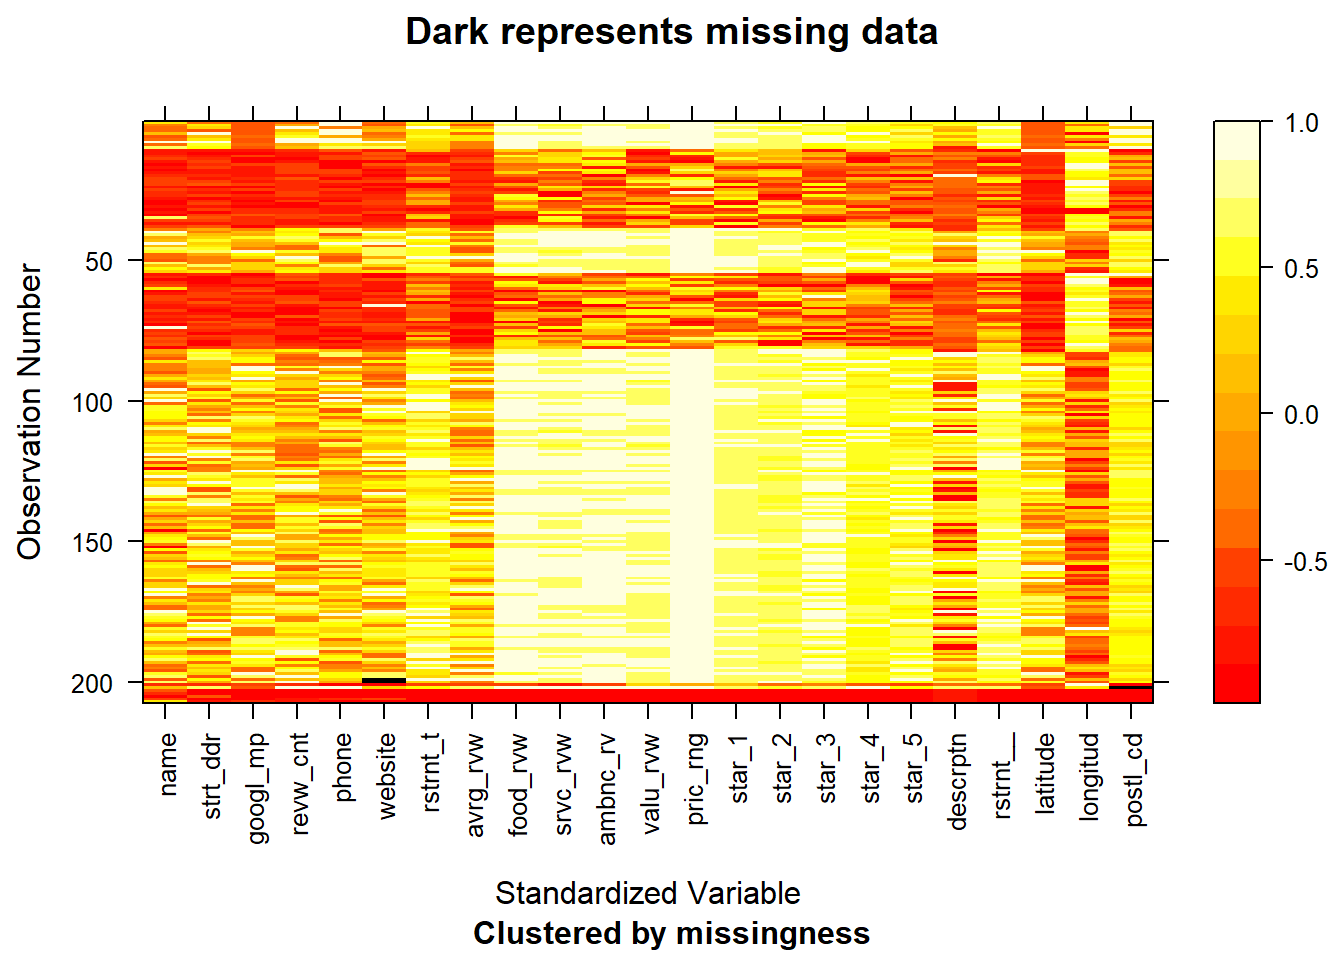 Dark represents missing data
Observation Number
50
100
150
200
1.0
0.5
0.0
-0.5
name
strt_ddr
googl_mp
revw_cnt
phone
website
rstrnt_t
avrg_rvw
food_rvw
srvc_rvw
ambnc_rv
valu_rvw
pric_rng
star_1
star_2
star_3
star_4
star_5
descrptn
rstrnt__
latitude
longitud
postl_cd
Standardized Variable
Clustered by missingness